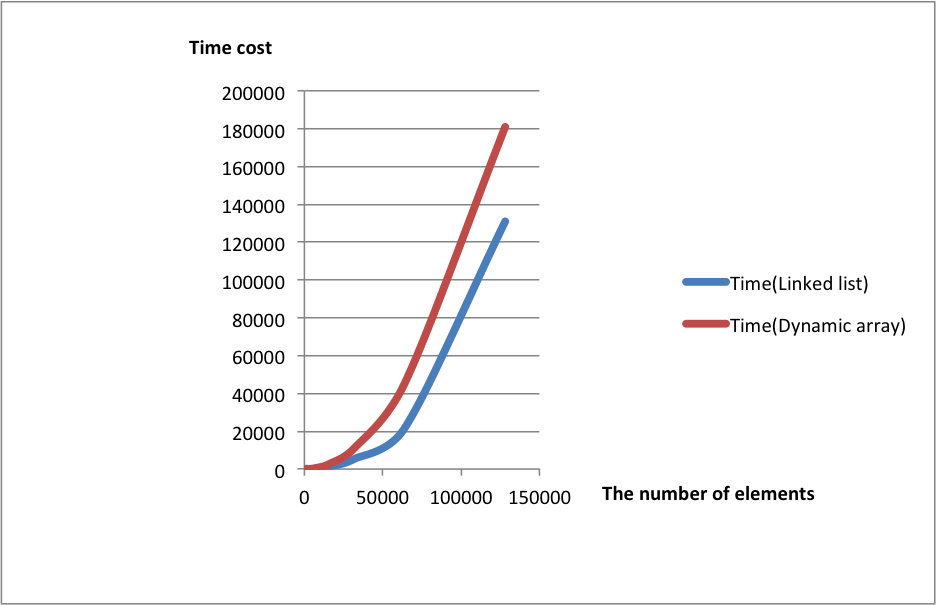 Time cost
200000
180000
160000
140000
120000
100000
80000
60000
40000
20000
0
0 50000 100000 150000
The number of elements
Time(Linked list)
Time(Dynamic array)